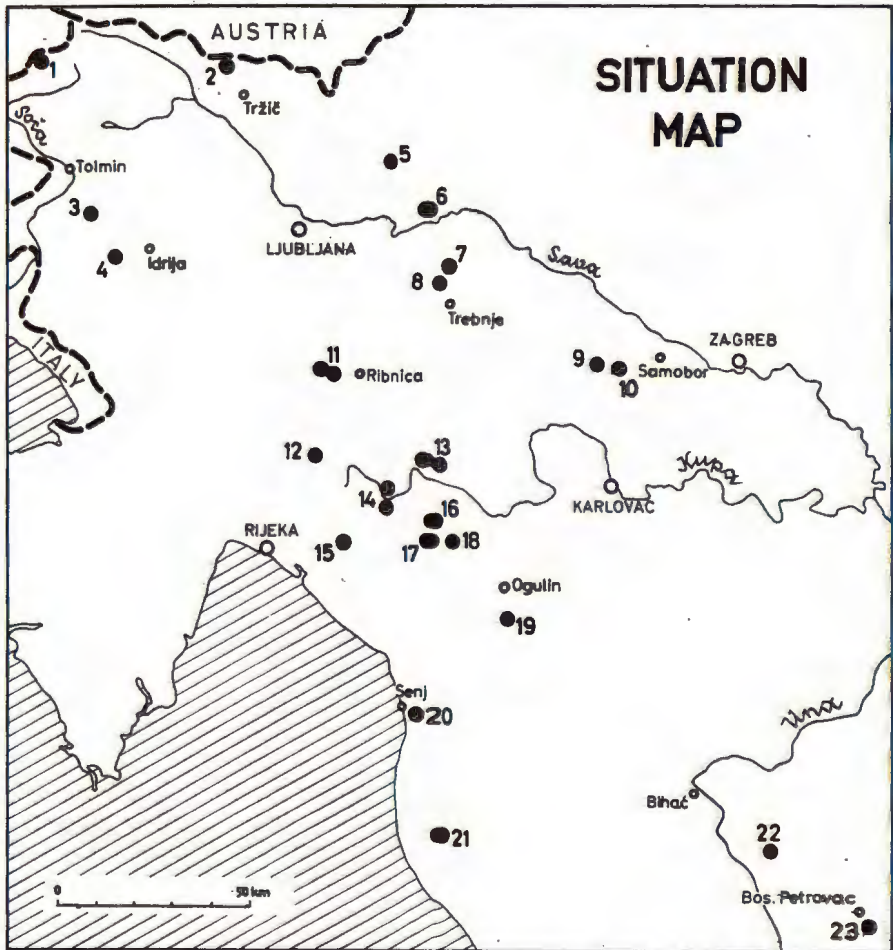 AUSTRIA
SITUATION
MAP
1
2
Tržič
Soča
Tolmin
5
6
3
LJUBLJANA
4
Idrija
7
8
Sava
Trebnje
ITALY
11
Ribnica
9
10
Samobor
ZAGREB
12
13
Kupa
14
KARLOVAC
16
RIJEKA
15
17
18
Ogulin
19
Senj
20
Una
Bihać
21
22
0
50 km
Bos. Petrovac
23